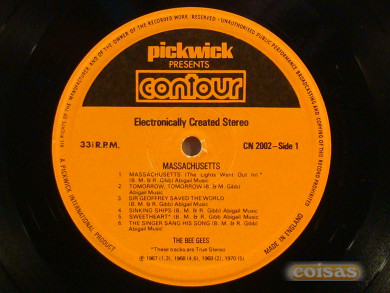 OF THE MANUFACTURER AND OF THE OWNER OF THE RECORDED WORK RESERVED • UNAUTHORISED PUBLIC PERFORMANCE BROADCASTING AND COPYING OF THIS RECORD PROHIBITED
pickwick
PRESENTS
contour
Electronically Created Stereo
33⅓ R.P.M.
CN 2002-Side 1
MASSACHUSETTS
1 MASSACHUSETTS (The Lights Went Out In)*
(B. M. & R. Gibb) Abigail Music
2 TOMORROW, TOMORROW (B. & M. Gibb)
Abigail Music
3 SIR GEOFFREY SAVED THE WORLD
(B. M. & R. Gibb) Abigail Music
4 SINKING SHIPS (B. M. & R. Gibb) Abigail Music
5 SWEETHEART* (B. M. & R. Gibb) Abigail Music
6 THE SINGER SANG HIS SONG (B. M. & R. Gibb)
Abigail Music
THE BEE GEES
*These tracks are True Stereo
℗ 1967 (1,3), 1968 (4,6), 1969 (2), 1970 (5)
A PICKWICK INTERNATIONAL PRODUCT
MADE IN ENGLAND
coisas